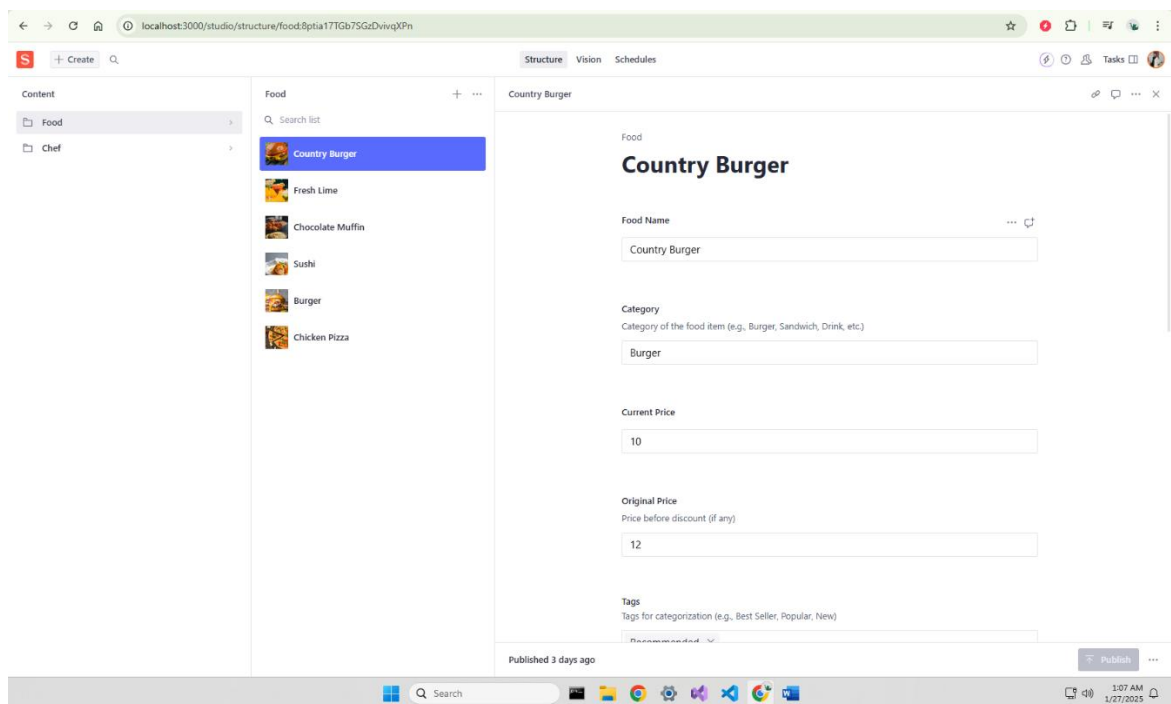 localhost:3000/studio/structure/food;8ptia17TGb7SGzDvivqXPn
S
+ Create
Structure Vision Schedules
Tasks
Content
Food
Chef
Food
Search list
Country Burger
Fresh Lime
Chocolate Muffin
Sushi
Burger
Chicken Pizza
Country Burger
Food
Country Burger
Food Name
Country Burger
Category
Category of the food item (e.g., Burger, Sandwich, Drink, etc.)
Burger
Current Price
10
Original Price
Price before discount (if any)
12
Tags
Tags for categorization (e.g., Best Seller, Popular, New)
Recommended
Published 3 days ago
Publish
Search
1:07 AM
1/27/2025